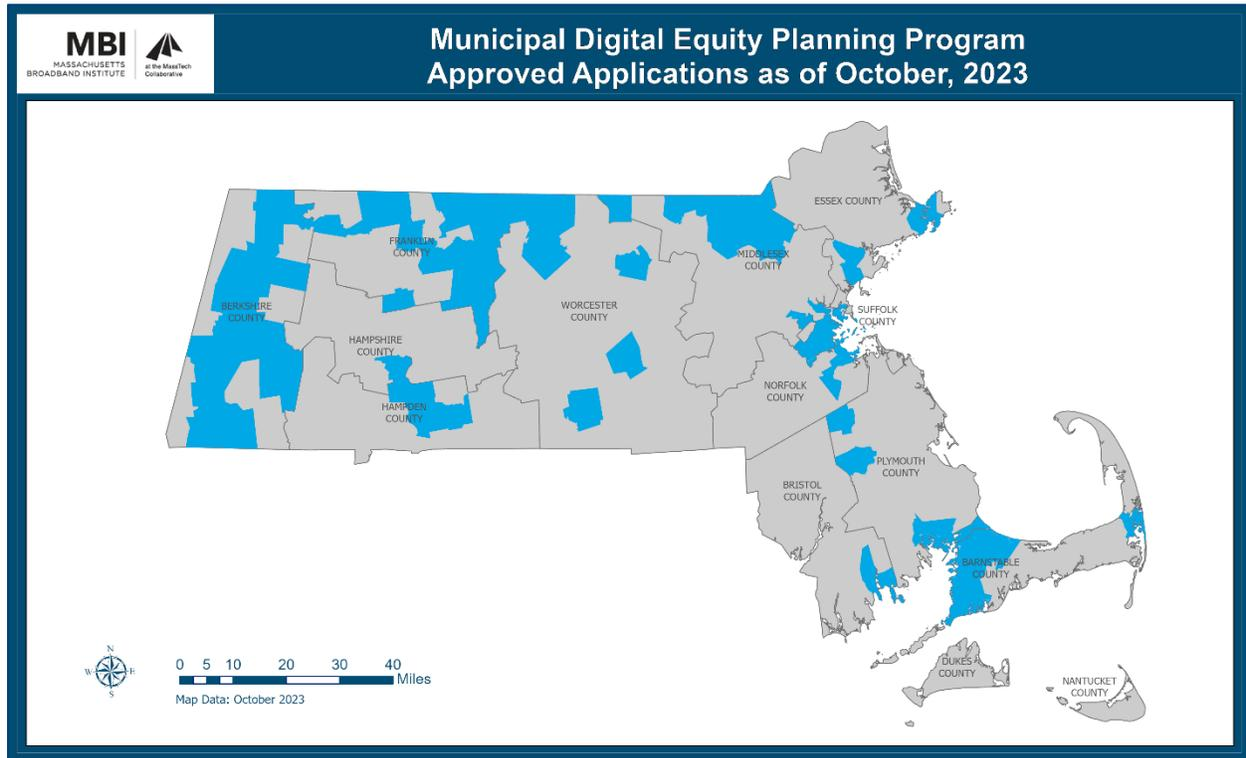 MBI
MASSACHUSETTS
BROADBAND INSTITUTE
at the MassTech
Collaborative
Municipal Digital Equity Planning Program
Approved Applications as of October, 2023
ESSEX COUNTY
FRANKLIN
COUNTY
MIDDLESEX
COUNTY
BERKSHIRE
COUNTY
WORCESTER
COUNTY
SUFFOLK
COUNTY
HAMPSHIRE
COUNTY
NORFOLK
COUNTY
HAMPDEN
COUNTY
PLYMOUTH
COUNTY
BRISTOL
COUNTY
BARNSTABLE
COUNTY
DUKES
COUNTY
NANTUCKET
COUNTY
N
W E
S
0 5 10 20 30 40
Miles
Map Data: October 2023